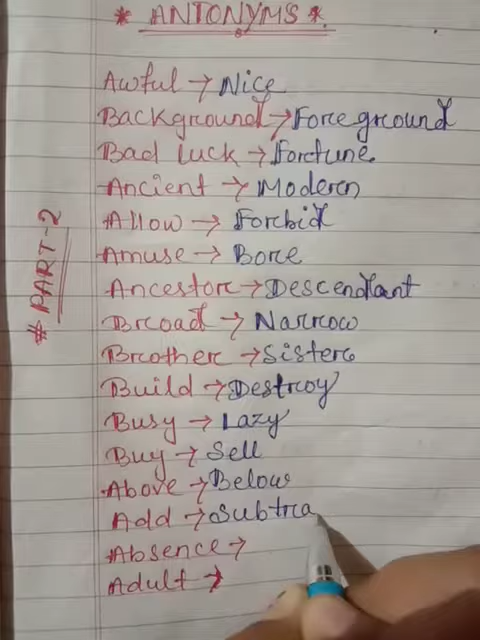 * ANTONYMS *
# PART-2
Awful → Nice
Background → Foreground
Bad luck → Fortune
Ancient → Modern
Allow → Forbid
Amuse → Bore
Ancestor → Descendant
Broad → Narrow
Brother → Sister
Build → Destroy
Busy → Lazy
Buy → Sell
Above → Below
Add → Subtra
Absence →
Adult →